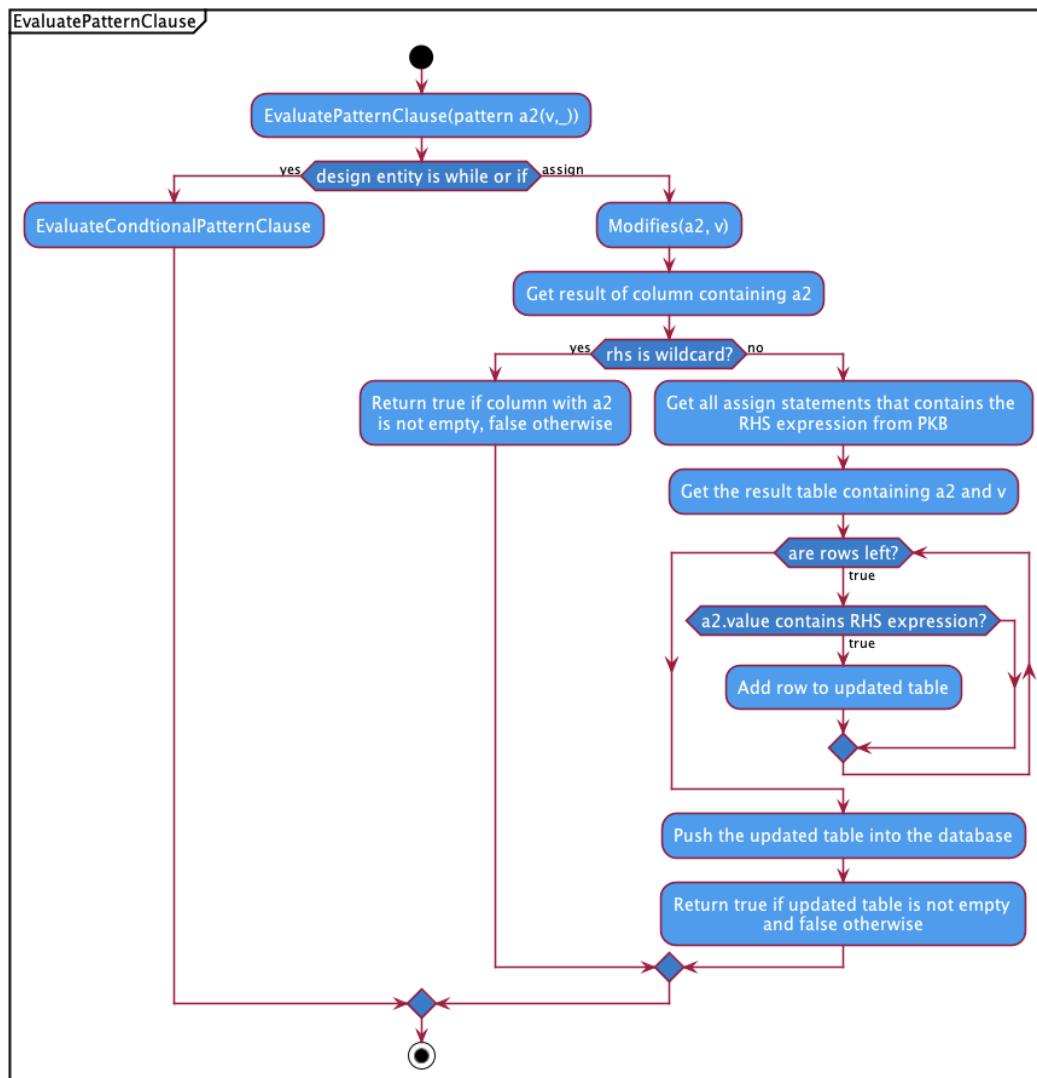 EvaluatePatternClause
EvaluatePatternClause(pattern a2(v,_))
yes
design entity is while or if
assign
EvaluateCondtionalPatternClause
Modifies(a2, v)
Get result of column containing a2
yes
rhs is wildcard?
no
Return true if column with a2
is not empty, false otherwise
Get all assign statements that contains the
RHS expression from PKB
Get the result table containing a2 and v
are rows left?
true
a2.value contains RHS expression?
true
Add row to updated table
Push the updated table into the database
Return true if updated table is not empty
and false otherwise